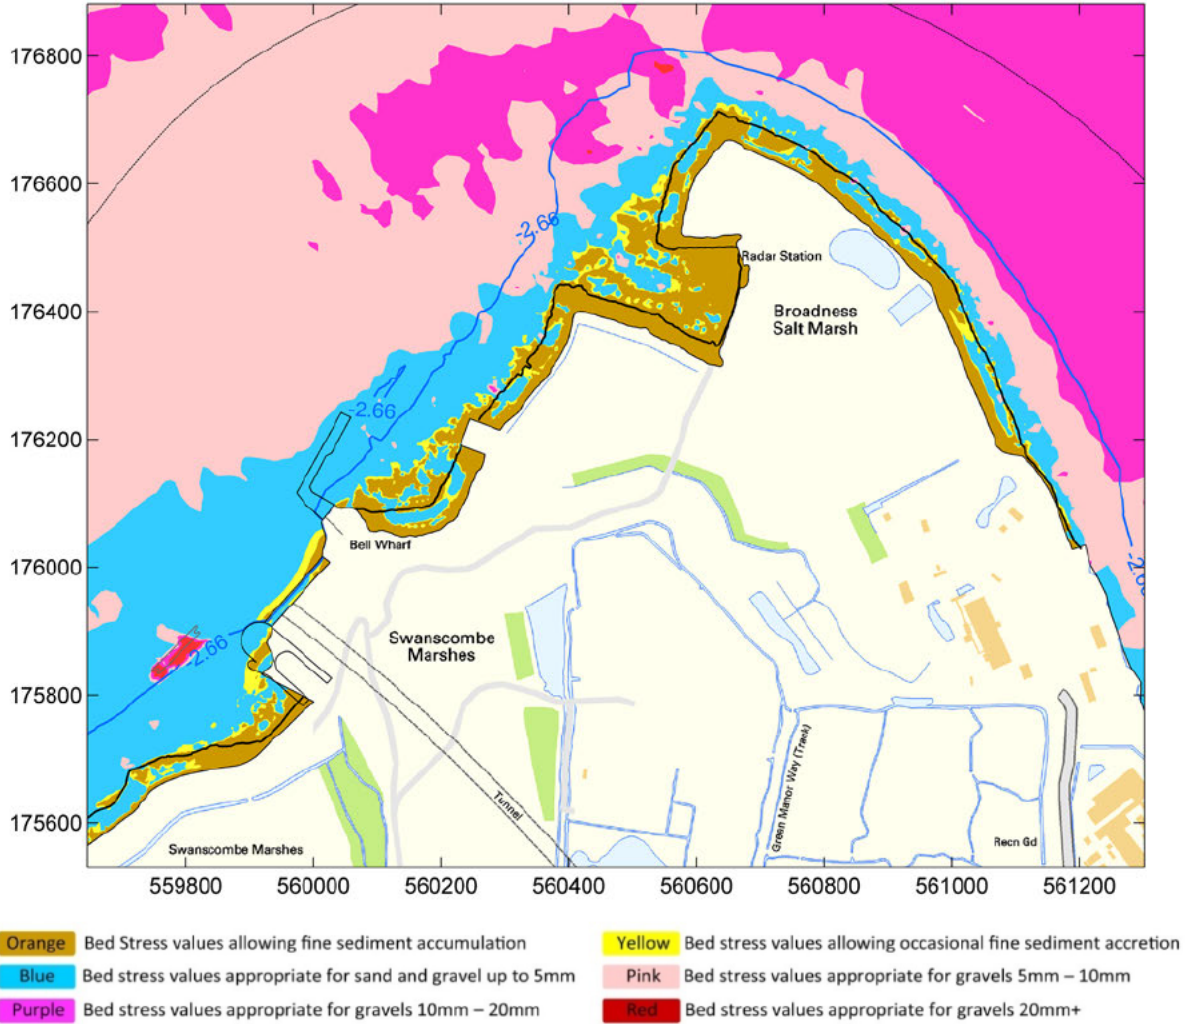 176800
176600
-2.66
Radar Station
176400
Broadness
Salt Marsh
-2.66
176200
Bell Wharf
176000
Swanscombe
Marshes
2.66
175800
Green Manor Way (Track)
Tunnel
175600
Swanscombe Marshes
Recn Gd
559800 560000 560200 560400 560600 560800 561000 561200
Orange Bed Stress values allowing fine sediment accumulation
Yellow Bed stress values allowing occasional fine sediment accretion
Blue Bed stress values appropriate for sand and gravel up to 5mm
Pink Bed stress values appropriate for gravels 5mm – 10mm
Purple Bed stress values appropriate for gravels 10mm – 20mm
Red Bed stress values appropriate for gravels 20mm+